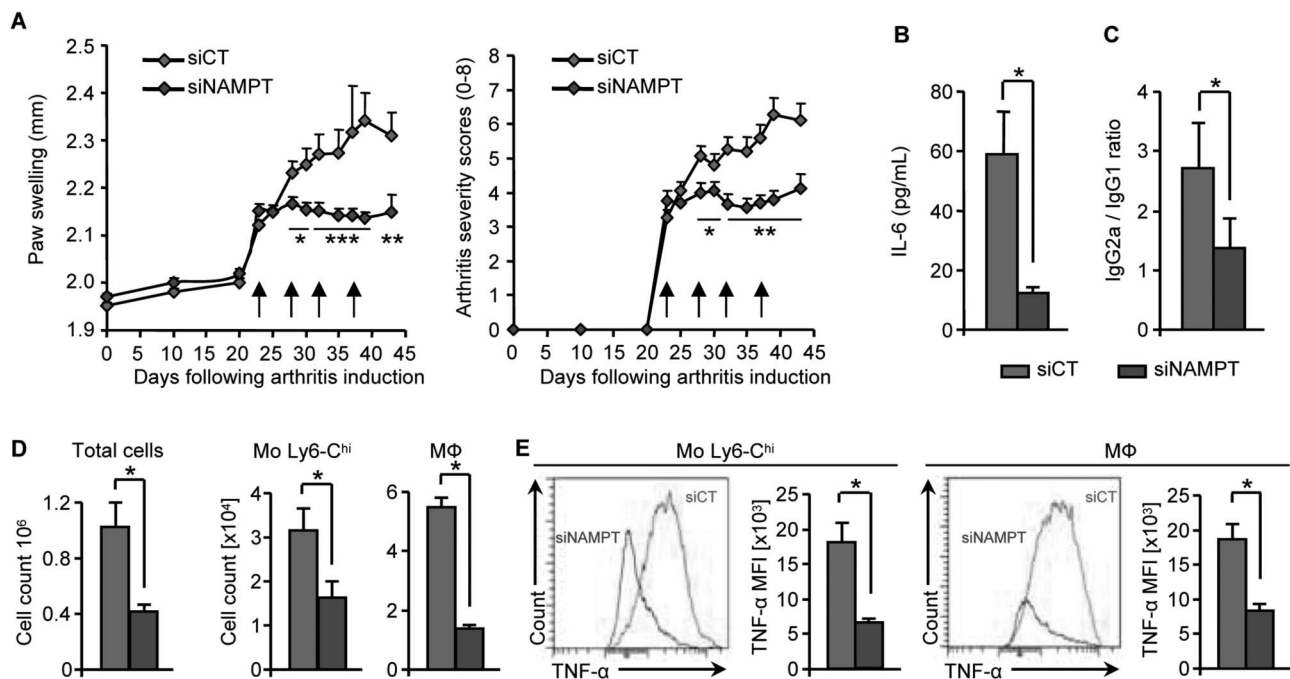 A
siCT
siNAMPT
Paw swelling (mm)
2.5
2.4
2.3
2.2
2.1
2.0
1.9
* *** **
0 5 10 15 20 25 30 35 40 45
Days following arthritis induction
siCT
siNAMPT
Arthritis severity scores (0-8)
8
7
6
5
4
3
2
1
0
* **
0 5 10 15 20 25 30 35 40 45
Days following arthritis induction
B
*
IL-6 (pg/mL)
80
60
40
20
0
C
*
IgG2a / IgG1 ratio
4
3
2
1
0
siCT siNAMPT
D
Total cells
*
Cell count 10⁶
1.2
0.8
0.4
0
Mo Ly6-Cʰⁱ
*
Cell count [x10⁴]
4
3
2
1
0
MΦ
*
6
4
2
0
E
Mo Ly6-Cʰⁱ
siCT
siNAMPT
Count
TNF-α
*
TNF-α MFI [x10³]
25
20
15
10
5
0
MΦ
siCT
siNAMPT
Count
TNF-α
*
TNF-α MFI [x10³]
25
20
15
10
5
0